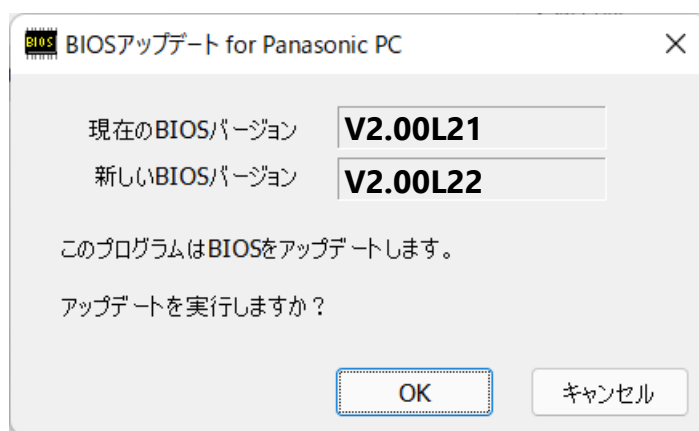 BIOS
BIOSアップデート for Panasonic PC
現在のBIOSバージョン V2.00L21
新しいBIOSバージョン V2.00L22
このプログラムはBIOSをアップデートします。
アップデートを実行しますか？
OK キャンセル